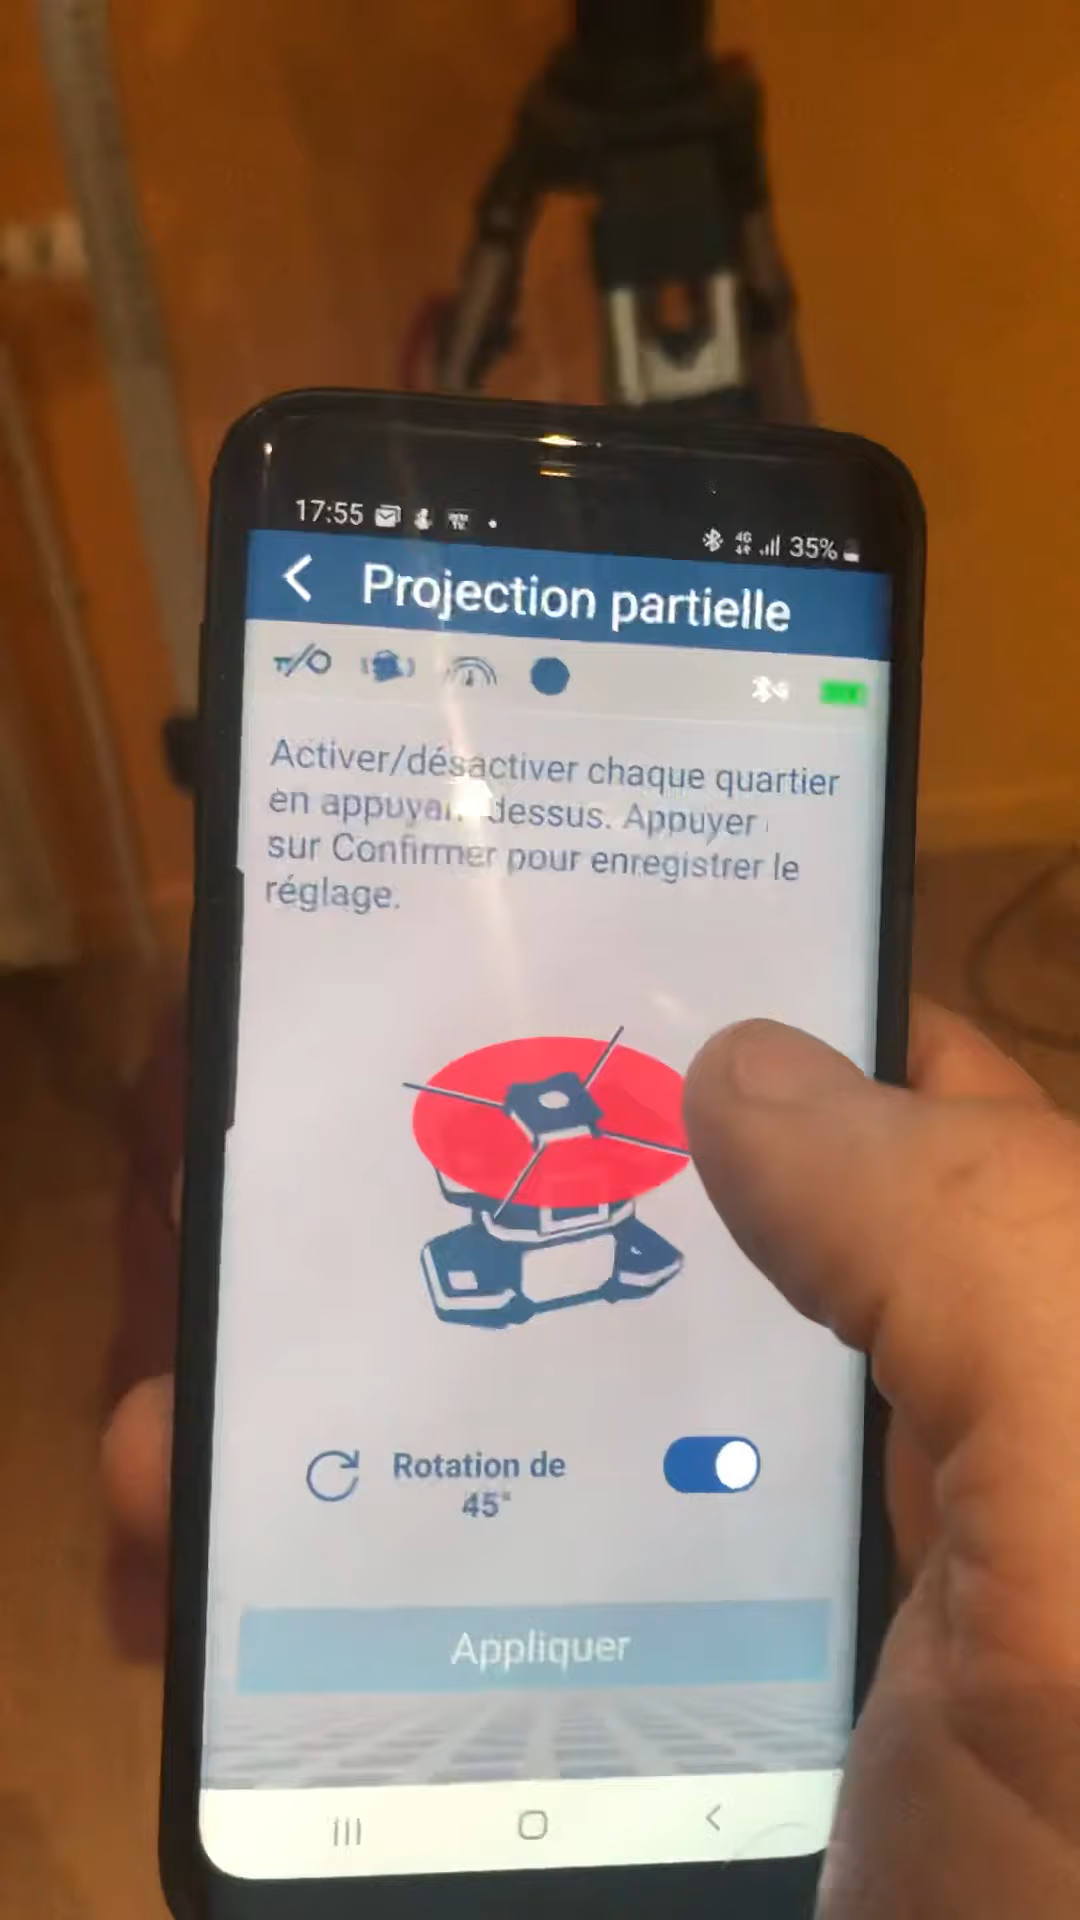 17:55
35%
Projection partielle
Activer/désactiver chaque quartier
en dessus. Appuyer
sur Confirmer pour enregistrer le
réglage.
Rotation de
45°
Appliquer